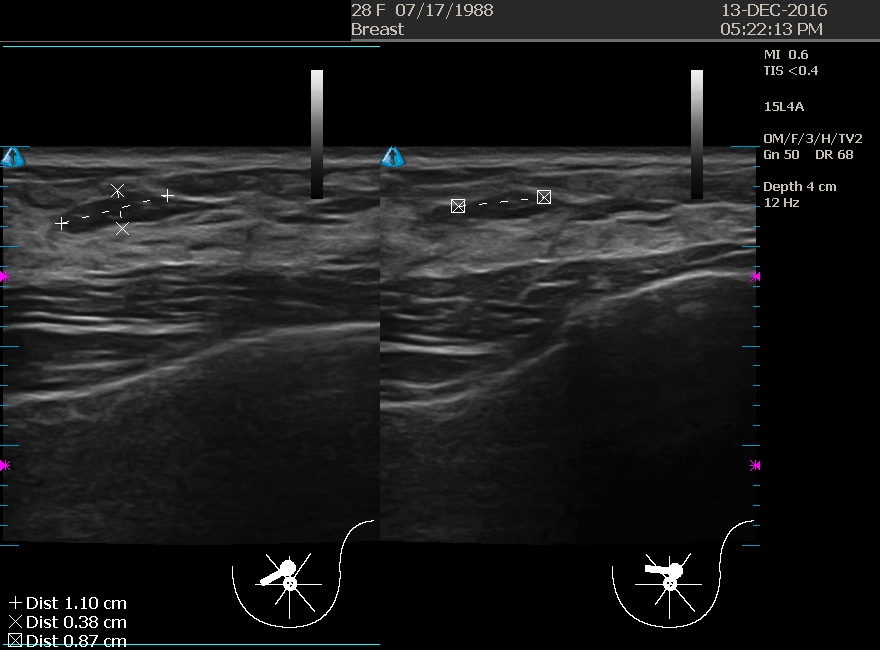 28 F 07/17/1988 13-DEC-2016
Breast 05:22:13 PM
MI 0.6
TIS <0.4
15L4A
OM/F/3/H/TV2
Gn 50 DR 68
Depth 4 cm
12 Hz
Dist 1.10 cm
Dist 0.38 cm
Dist 0.87 cm